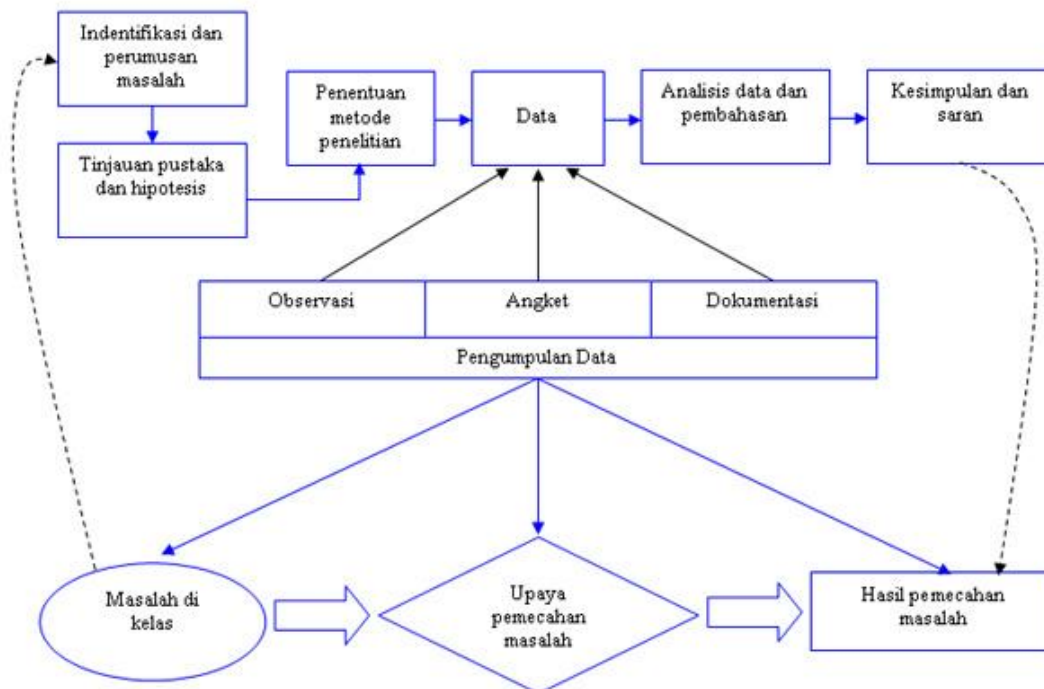 Indentifikasi dan
perumusan
masalah
Tinjauan pustaka
dan hipotesis
Penentuan
metode
penelitian
Data
Analisis data dan
pembahasan
Kesimpulan dan
saran
Observasi
Angket
Dokumentasi
Pengumpulan Data
Masalah di
kelas
Upaya
pemecahan
masalah
Hasil pemecahan
masalah